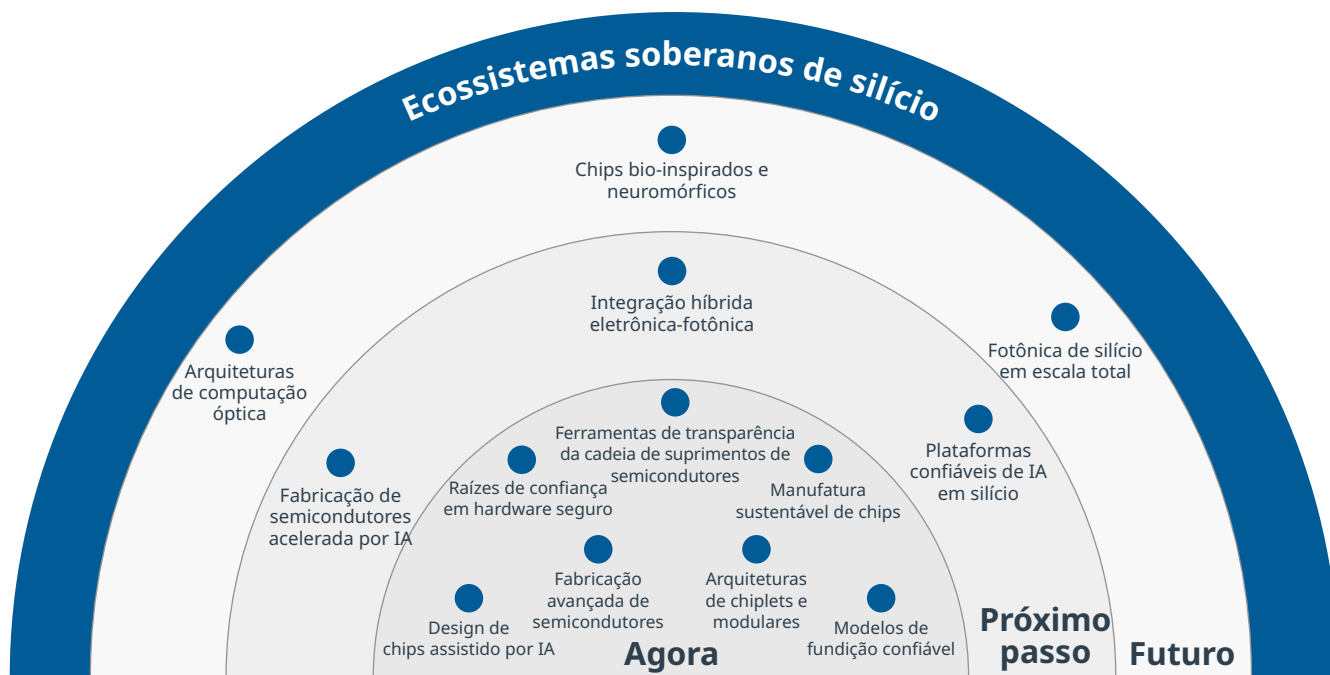 Ecossistemas soberanos de silício
Chips bio-inspirados e
neuromórficos
Integração híbrida
eletrônica-fotônica
Arquiteturas
de computação
óptica
Fotônica de silício
em escala total
Fabricação de
semicondutores
acelerada por IA
Plataformas
confiáveis de IA
em silício
Ferramentas de transparência
da cadeia de suprimentos de
semicondutores
Raízes de confiança
em hardware seguro
Manufatura
sustentável de chips
Fabricação
avançada de
semicondutores
Arquiteturas
de chiplets e
modulares
Design de
chips assistido por IA
Modelos de
fundição confiável
Agora
Próximo
passo
Futuro